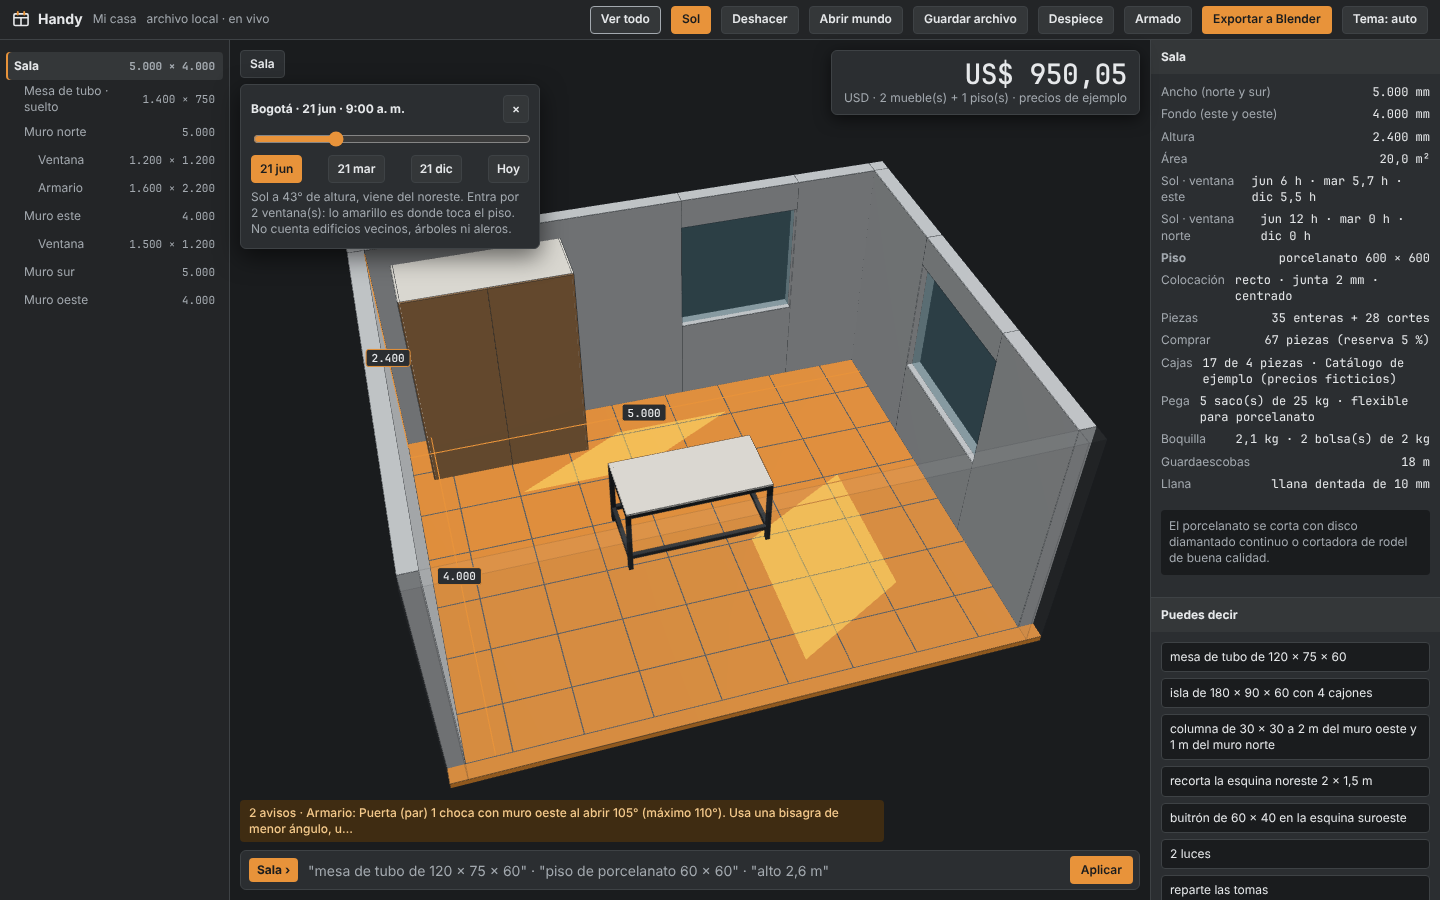 Handy Mi casa archivo local · en vivo
Ver todo Sol Deshacer Abrir mundo Guardar archivo Despiece Armado Exportar a Blender Tema: auto
Sala 5.000 × 4.000
Mesa de tubo · suelto 1.400 × 750
Muro norte 5.000
Ventana 1.200 × 1.200
Armario 1.600 × 2.200
Muro este 4.000
Ventana 1.500 × 1.200
Muro sur 5.000
Muro oeste 4.000
Sala
Bogotá · 21 jun · 9:00 a. m. ×
21 jun 21 mar 21 dic Hoy
Sol a 43° de altura, viene del noreste. Entra por
2 ventana(s): lo amarillo es donde toca el piso.
No cuenta edificios vecinos, árboles ni aleros.
US$ 950,05
USD · 2 mueble(s) + 1 piso(s) · precios de ejemplo
2.400
5.000
4.000
2 avisos · Armario: Puerta (par) 1 choca con muro oeste al abrir 105° (máximo 110°). Usa una bisagra de
menor ángulo, u...
Sala › "mesa de tubo de 120 × 75 × 60" · "piso de porcelanato 60 × 60" · "alto 2,6 m" Aplicar
Sala
Ancho (norte y sur) 5.000 mm
Fondo (este y oeste) 4.000 mm
Altura 2.400 mm
Área 20,0 m²
Sol · ventana este jun 6 h · mar 5,7 h · dic 5,5 h
Sol · ventana norte jun 12 h · mar 0 h · dic 0 h
Piso porcelanato 600 × 600
Colocación recto · junta 2 mm · centrado
Piezas 35 enteras + 28 cortes
Comprar 67 piezas (reserva 5 %)
Cajas 17 de 4 piezas · Catálogo de ejemplo (precios ficticios)
Pega 5 saco(s) de 25 kg · flexible para porcelanato
Boquilla 2,1 kg · 2 bolsa(s) de 2 kg
Guardaescobas 18 m
Llana llana dentada de 10 mm
El porcelanato se corta con disco
diamantado continuo o cortadora de rodel
de buena calidad.
Puedes decir
mesa de tubo de 120 × 75 × 60
isla de 180 × 90 × 60 con 4 cajones
columna de 30 × 30 a 2 m del muro oeste y
1 m del muro norte
recorta la esquina noreste 2 × 1,5 m
buitrón de 60 × 40 en la esquina suroeste
2 luces
reparte las tomas